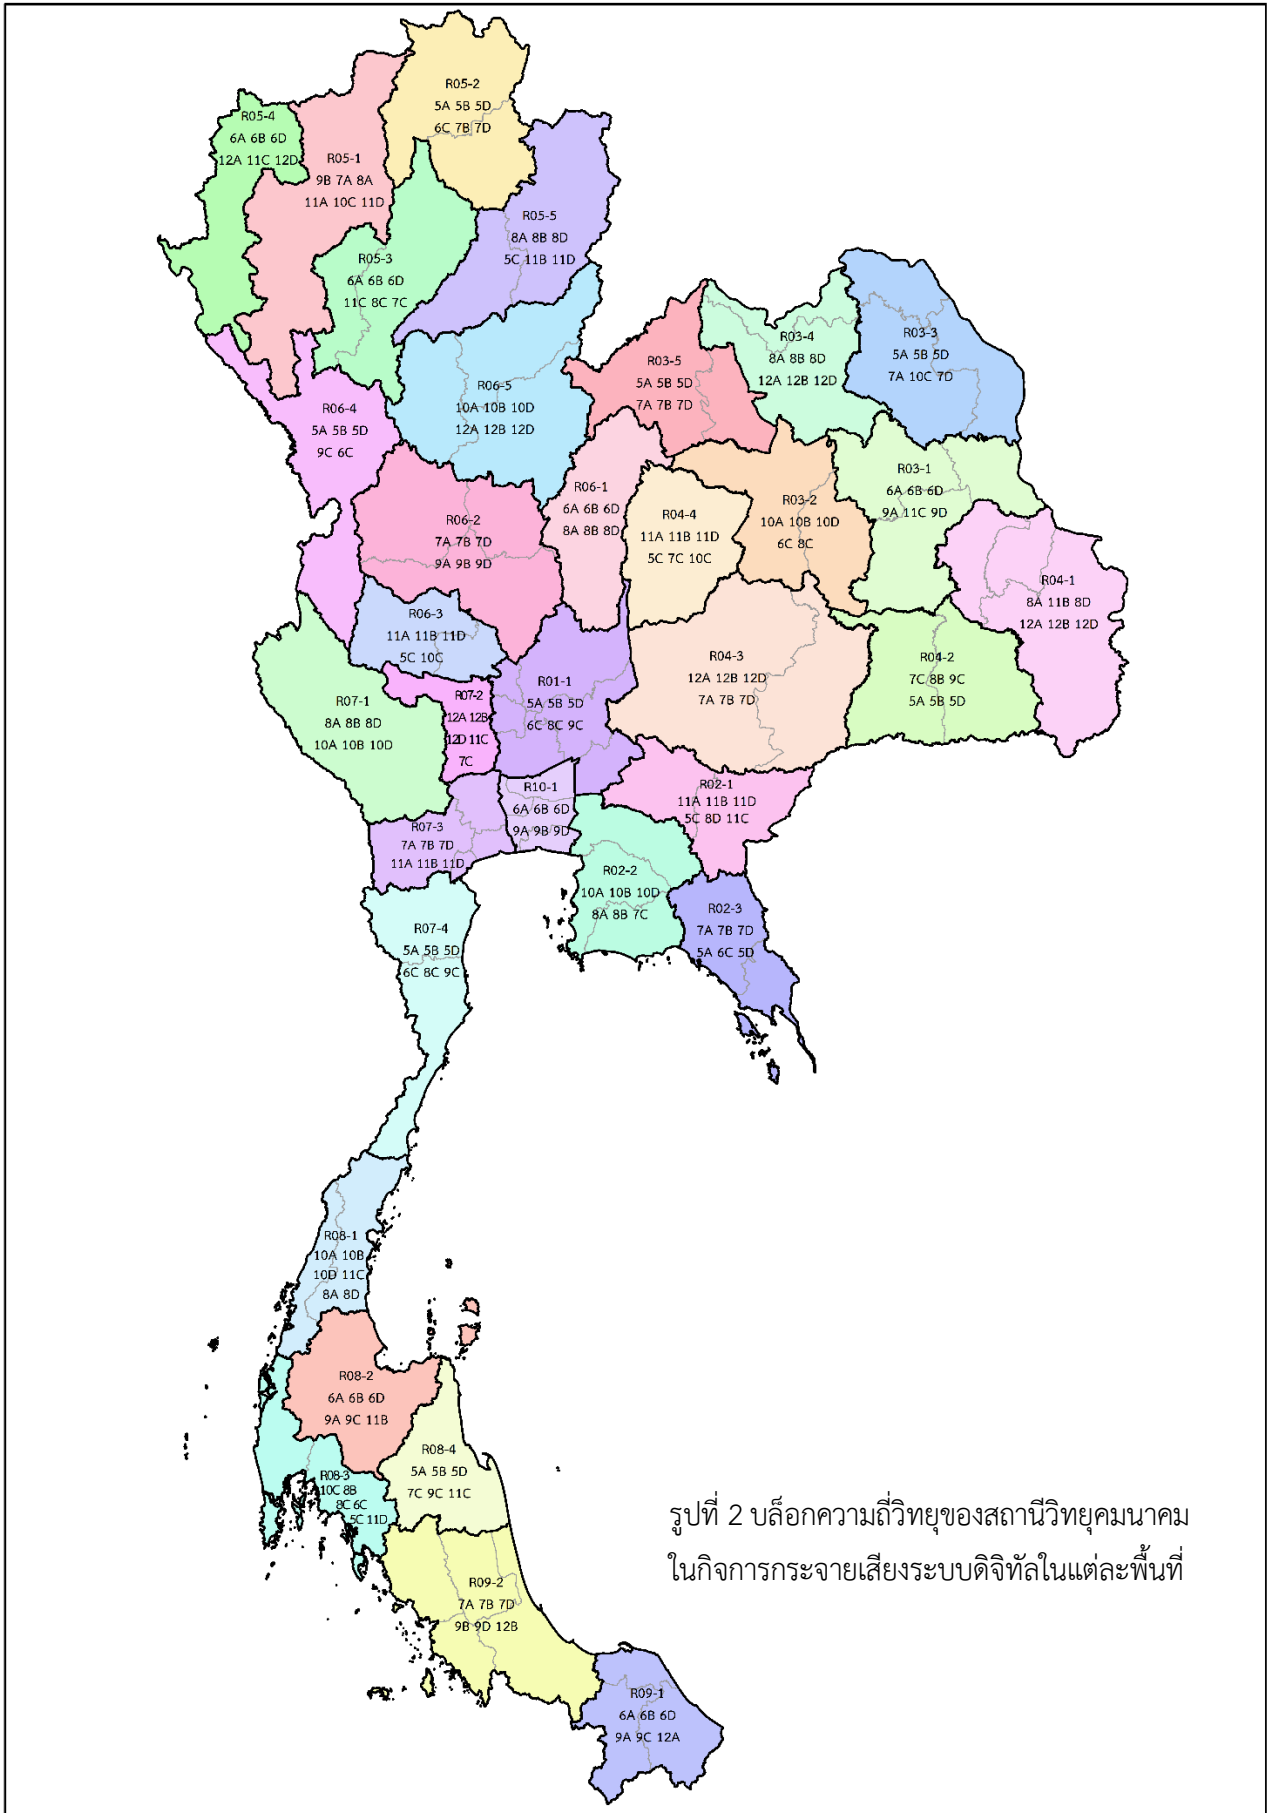 R05-2
5A 5B 5D
6C 7B 7D
R05-4
6A 6B 6D
12A 11C 12D
R05-1
9B 7A 8A
11A 10C 11D
R05-5
8A 8B 8D
5C 11B 11D
R05-3
6A 6B 6D
11C 8C 7C
R03-3
5A 5B 5D
7A 10C 7D
R03-4
8A 8B 8D
12A 12B 12D
R03-5
5A 5B 5D
7A 7B 7D
R06-5
10A 10B 10D
12A 12B 12D
R06-4
5A 5B 5D
9C 6C
R03-1
6A 6B 6D
9A 11C 9D
R06-1
6A 6B 6D
8A 8B 8D
R03-2
10A 10B 10D
6C 8C
R04-4
11A 11B 11D
5C 7C 10C
R06-2
7A 7B 7D
9A 9B 9D
R04-1
8A 11B 8D
12A 12B 12D
R06-3
11A 11B 11D
5C 10C
R04-3
12A 12B 12D
7A 7B 7D
R04-2
7C 8B 9C
5A 5B 5D
R01-1
5A 5B 5D
6C 8C 9C
R07-1
8A 8B 8D
10A 10B 10D
R07-2
12A 12B
12D 11C
7C
R10-1
6A 6B 6D
9A 9B 9D
R02-1
11A 11B 11D
5C 8D 11C
R07-3
7A 7B 7D
11A 11B 11D
R02-2
10A 10B 10D
8A 8B 7C
R02-3
7A 7B 7D
5A 6C 5D
R07-4
5A 5B 5D
6C 8C 9C
R08-1
10A 10B
10D 11C
8A 8D
R08-2
6A 6B 6D
9A 9C 11B
R08-4
5A 5B 5D
7C 9C 11C
R08-3
10C 8B
8C 6C
5C 11D
รูปที่ 2 บล็อกความถี่วิทยุของสถานีวิทยุคมนาคม
ในกิจการกระจายเสียงระบบดิจิทัลในแต่ละพื้นที่
R09-2
7A 7B 7D
9B 9D 12B
R09-1
6A 6B 6D
9A 9C 12A